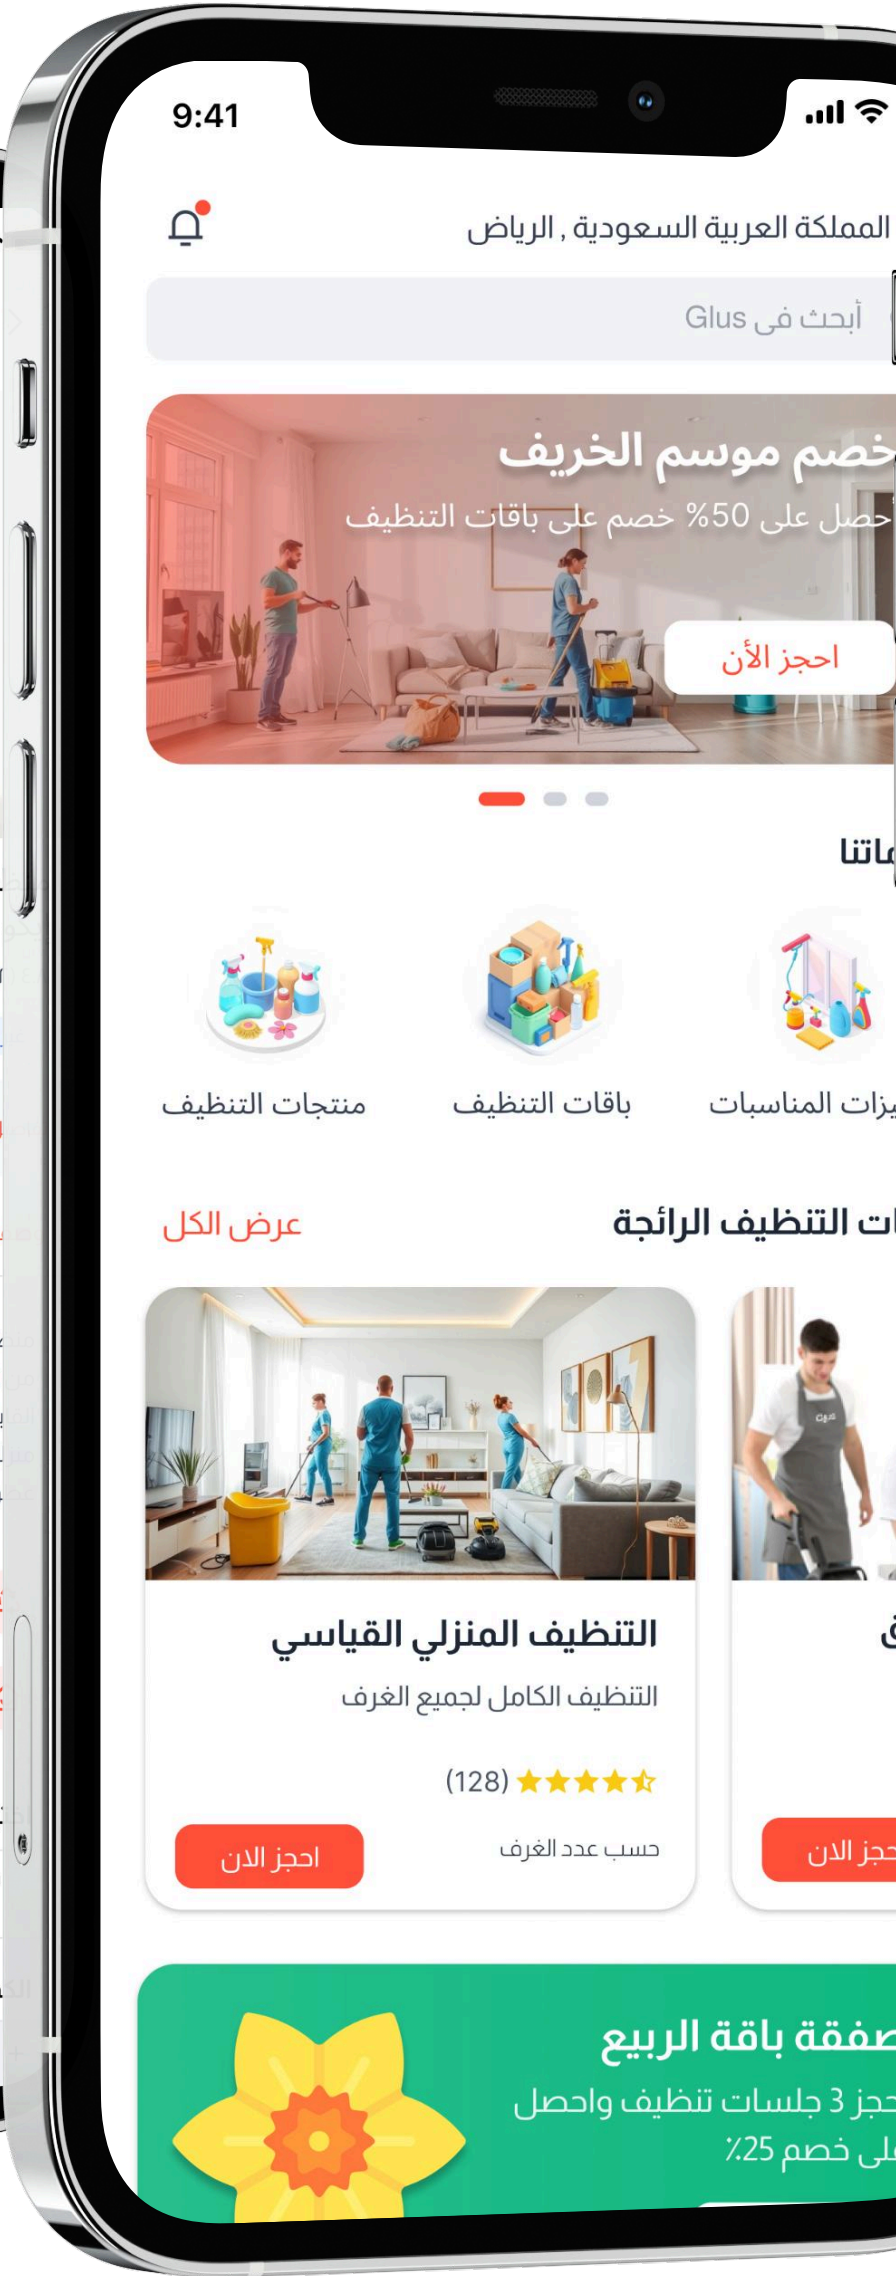 9:41
المملكة العربية السعودية , الرياض
أبحث فى Glus
خصم موسم الخريف
أحصل على 50% خصم على باقات التنظيف
احجز الأن
منتجات التنظيف
باقات التنظيف
المناسبات
التنظيف الرائجة
عرض الكل
التنظيف المنزلي القياسي
التنظيف الكامل لجميع الغرف
(128)
حسب عدد الغرف
احجز الان
الان
صفقة باقة الربيع
3 جلسات تنظيف واحصل
خصم 25٪